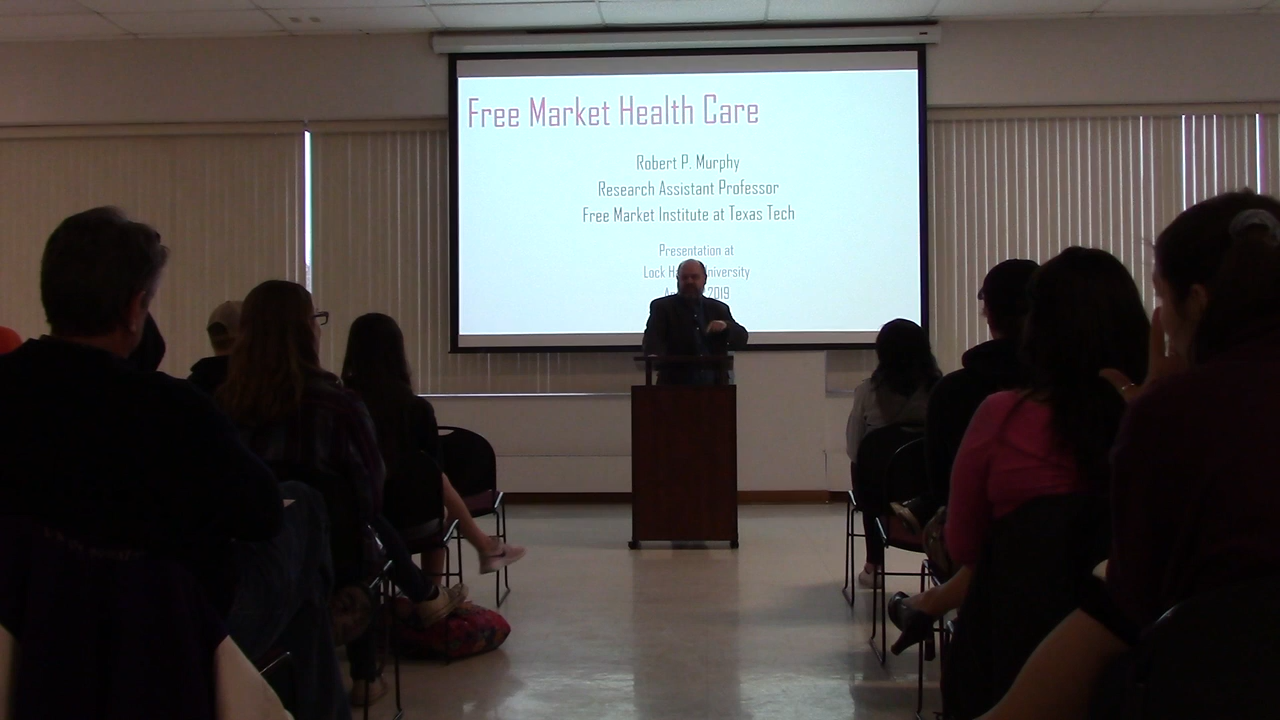 Free Market Health Care
Robert P. Murphy
Research Assistant Professor
Free Market Institute at Texas Tech
Presentation at
Lock University
2019